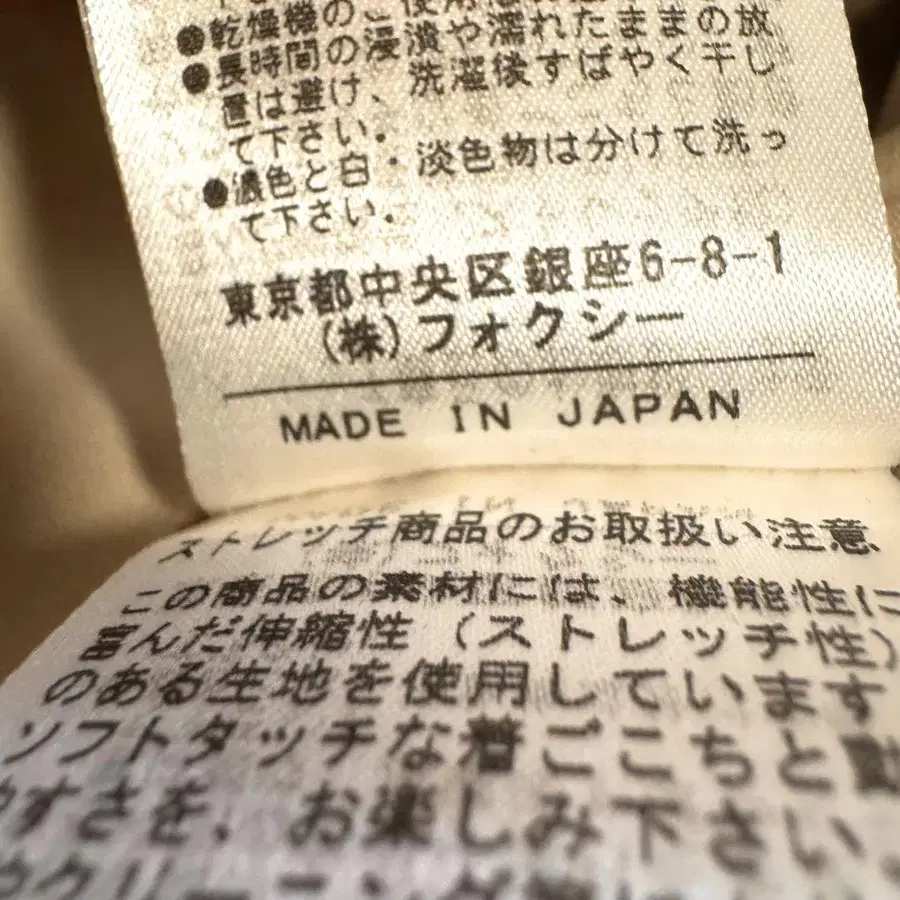 ●乾燥機のご使用
●長時間の浸漬や濡れたままの放
置は避け、洗濯後すばやく干し
て下さい.
●濃色と白・淡色物は分けて洗っ
て下さい.
東京都中央区銀座6-8-1
(株)フォクシー
MADE IN JAPAN
ストレッチ商品のお取扱い注意
この商品の素材には、機能性に
富んだ伸縮性(ストレッチ性)
のある生地を使用しています
ソフトタッチな着ごこちと動
やすさを、お楽しみ下さい.